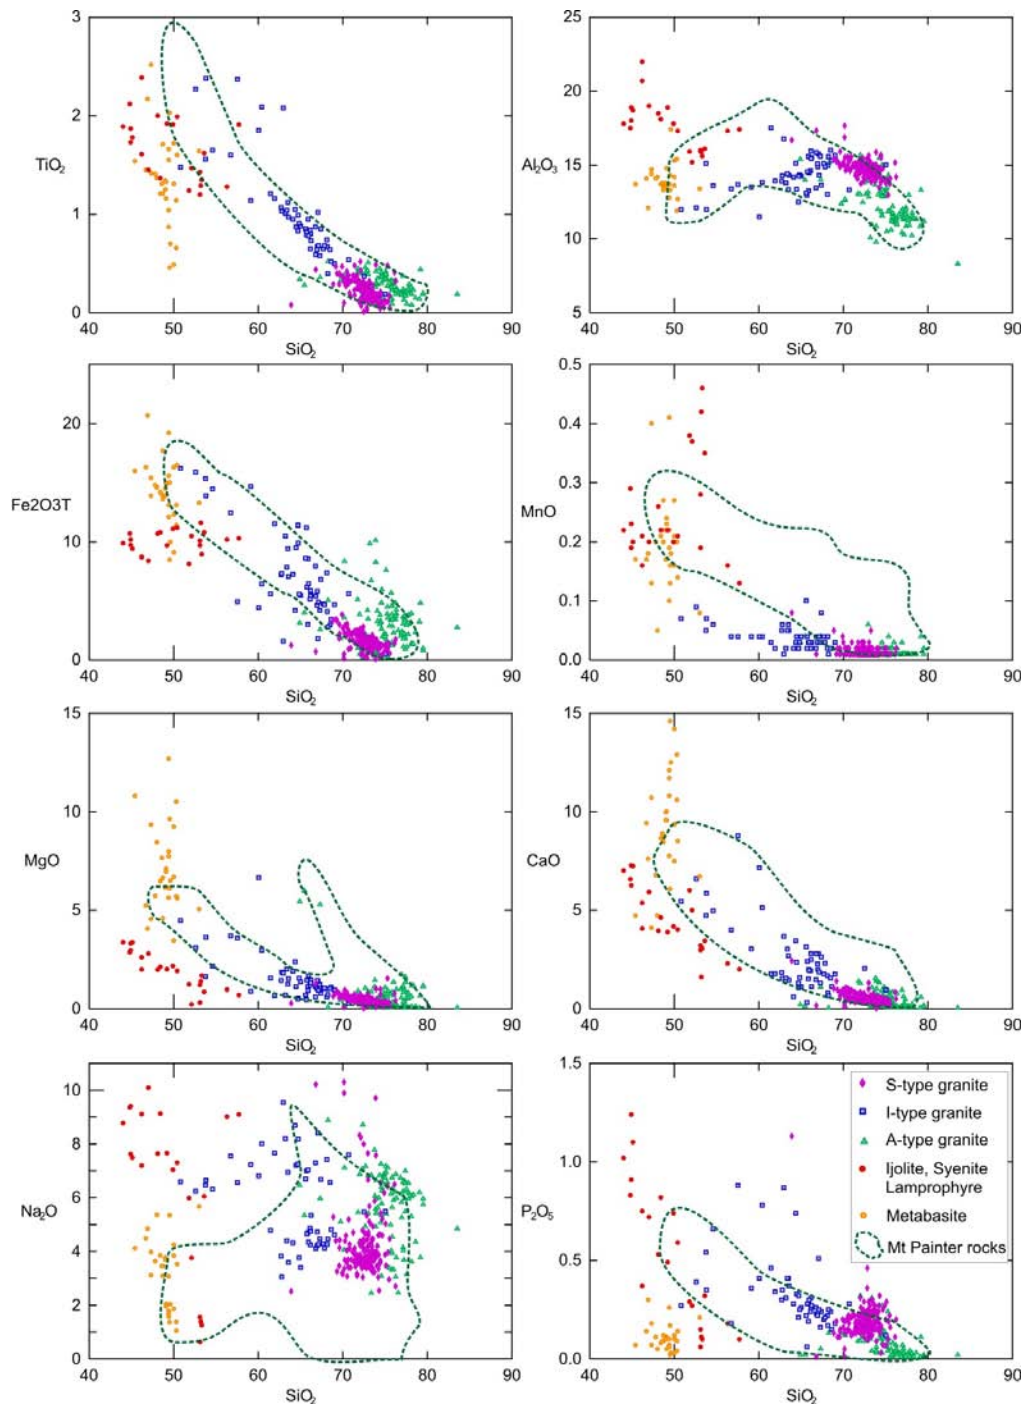 3
2
TiO2
1
0
40 50 60 70 80 90
SiO2
25
20
Al2O3
15
10
5
40 50 60 70 80 90
SiO2
20
Fe2O3T
10
0
40 50 60 70 80 90
SiO2
0.5
0.4
0.3
MnO
0.2
0.1
0.0
40 50 60 70 80 90
SiO2
15
10
MgO
5
0
40 50 60 70 80 90
SiO2
15
10
CaO
5
0
40 50 60 70 80 90
SiO2
10
8
6
Na2O
4
2
0
40 50 60 70 80 90
SiO2
1.5
1.0
P2O5
0.5
0.0
40 50 60 70 80 90
SiO2
S-type granite
I-type granite
A-type granite
Ijolite, Syenite
Lamprophyre
Metabasite
Mt Painter rocks